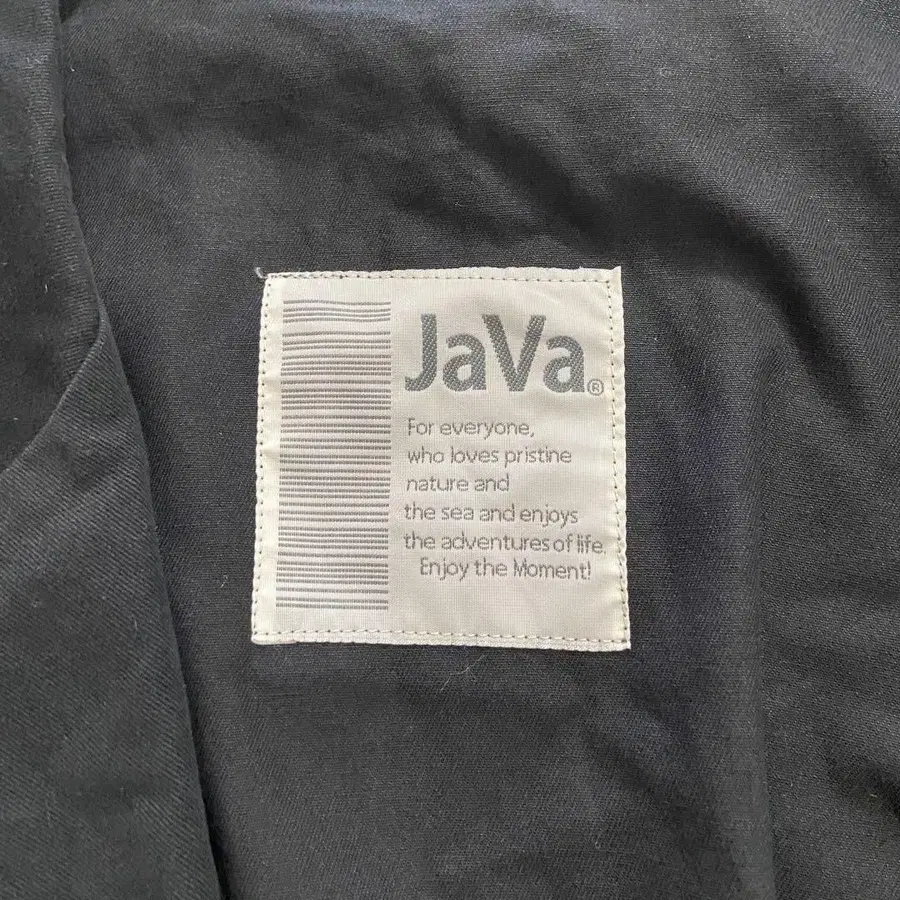 JaVa®
For everyone,
who loves pristine
nature and
the sea and enjoys
the adventures of life.
Enjoy the Moment!